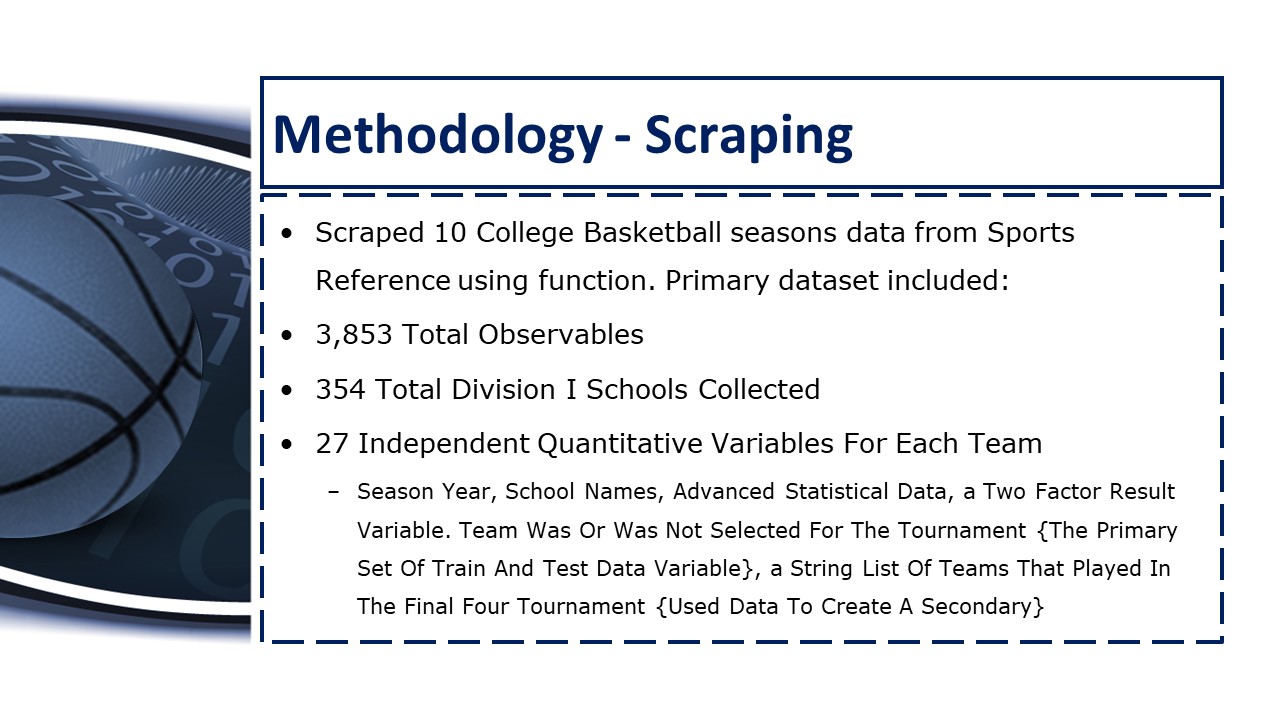 Methodology - Scraping
• Scraped 10 College Basketball seasons data from Sports
Reference using function. Primary dataset included:
• 3,853 Total Observables
• 354 Total Division I Schools Collected
• 27 Independent Quantitative Variables For Each Team
– Season Year, School Names, Advanced Statistical Data, a Two Factor Result
Variable. Team Was Or Was Not Selected For The Tournament {The Primary
Set Of Train And Test Data Variable}, a String List Of Teams That Played In
The Final Four Tournament {Used Data To Create A Secondary}